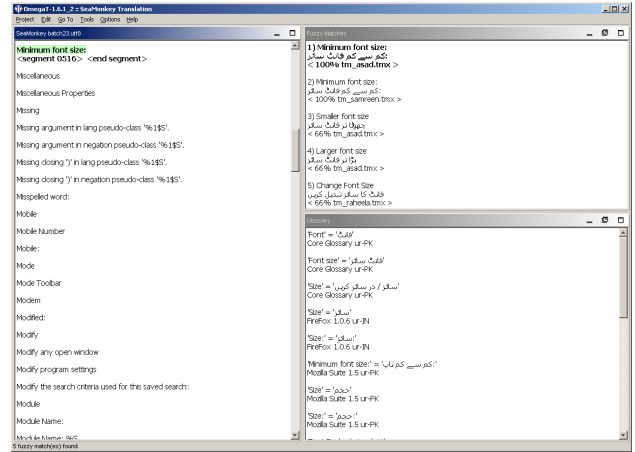 OmegaT-1.6.1_2 = SeaMonkey Translation
Project Edit Go To Tools Options Help
SeaMonkey batch23.utf8
Minimum font size:
<segment 0516> <end segment>
Miscellaneous
Miscellaneous Properties
Missing
Missing argument in lang pseudo-class '%1$S'.
Missing argument in negation pseudo-class '%1$S'.
Missing closing ')' in lang pseudo-class '%1$S'.
Missing closing ')' in negation pseudo-class '%1$S'.
Misspelled word:
Mobile
Mobile Number
Mobile:
Mode
Mode Toolbar
Modem
Modified:
Modify
Modify any open window
Modify program settings
Modify the search criteria used for this saved search:
Module
Module Name:
Module Name: %S
5 fuzzy match(es) found
Fuzzy Matches
1) Minimum font size:
کم سے کم فانٹ سائز:
< 100% tm_asad.tmx >
2) Minimum font size:
کم سے کم فانٹ سائز:
< 100% tm_samreen.tmx >
3) Smaller font size
چھوٹا تر فانٹ سائز
< 66% tm_asad.tmx >
4) Larger font size
بڑا تر فانٹ سائز
< 66% tm_asad.tmx >
5) Change Font Size
فانٹ کا سائز تبدیل کریں
< 66% tm_raheela.tmx >
Glossary
'Font' = 'فانٹ'
Core Glossary ur-PK
'Font size' = 'فانٹ سائز'
Core Glossary ur-PK
'Size' = 'سائز / در سائز کریں'
Core Glossary ur-PK
'Size' = 'سائز'
FireFox 1.0.6 ur-IN
'Size:' = 'سائز:'
FireFox 1.0.6 ur-IN
'Minimum font size:' = 'کم سے کم ناپ:'
Mozilla Suite 1.5 ur-PK
'Size' = 'حجم'
Mozilla Suite 1.5 ur-PK
'Size:' = 'حجم:'
Mozilla Suite 1.5 ur-PK